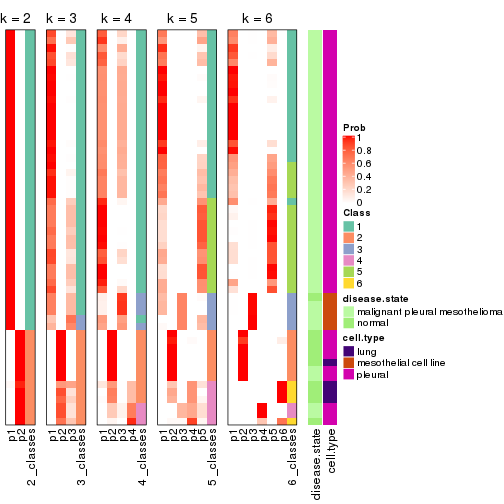 k = 2
k = 3
k = 4
k = 5
k = 6
p1
p2
2_classes
p1
p2
p3
3_classes
p1
p2
p3
p4
4_classes
p1
p2
p3
p4
p5
5_classes
p1
p2
p3
p4
p5
p6
6_classes
disease.state
cell.type
Prob
1
0.8
0.6
0.4
0.2
0
Class
1
2
3
4
5
6
disease.state
malignant pleural mesothelioma
normal
cell.type
lung
mesothelial cell line
pleural